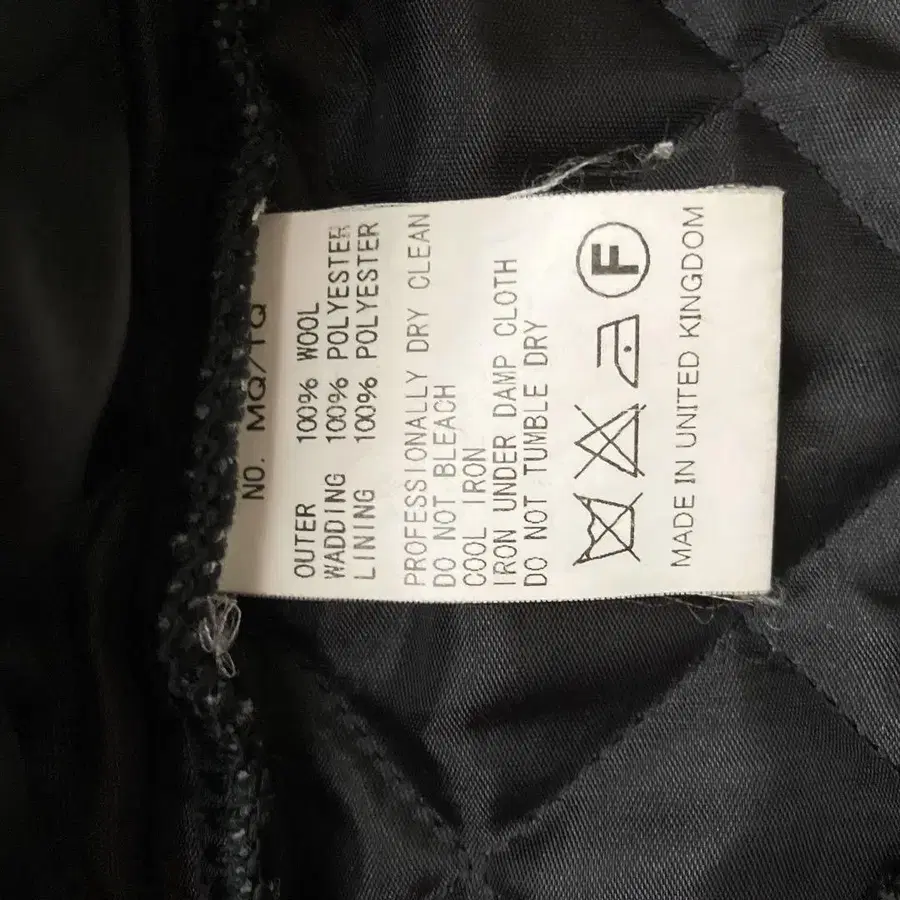 NO. MQ/TQ
OUTER 100% WOOL
WADDING 100% POLYESTER
LINING 100% POLYESTER
PROFESSIONALLY DRY CLEAN
DO NOT BLEACH
COOL IRON
IRON UNDER DAMP CLOTH
DO NOT TUMBLE DRY
F
MADE IN UNITED KINGDOM